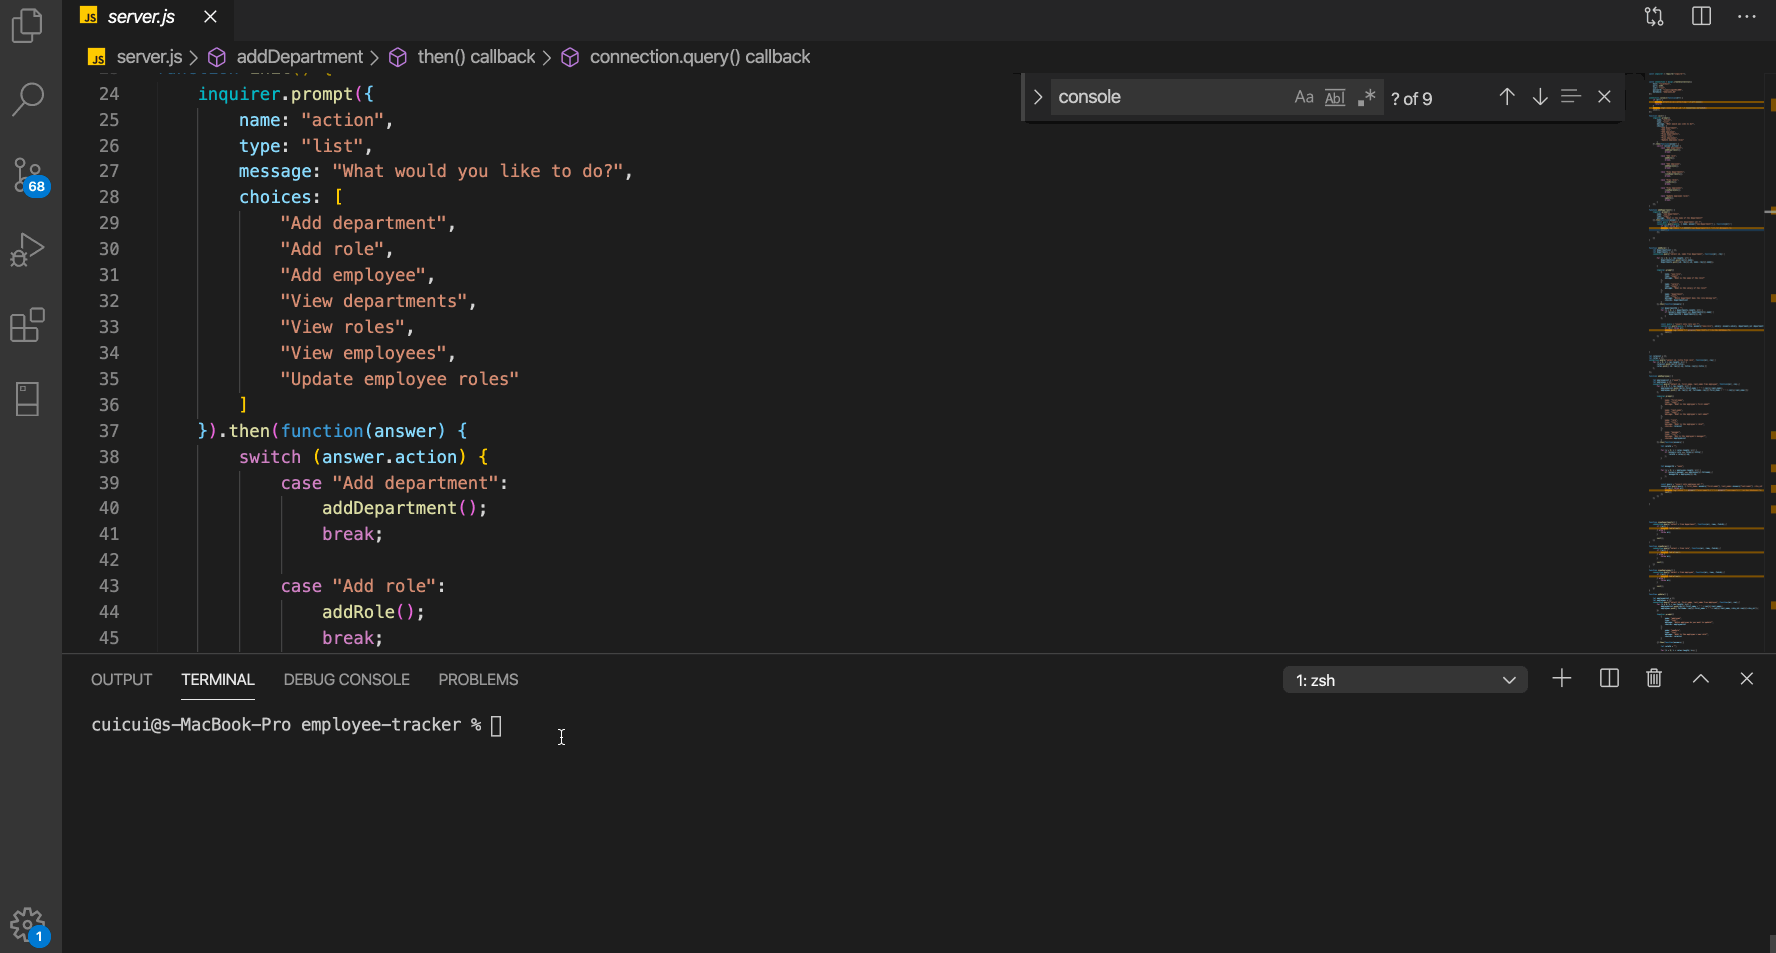 JS server.js
JS server.js > addDepartment > then() callback > connection.query() callback
console Aa Abl .* ? of 9
24 inquirer.prompt({
25 name: "action",
26 type: "list",
27 message: "What would you like to do?",
28 choices: [
29 "Add department",
30 "Add role",
31 "Add employee",
32 "View departments",
33 "View roles",
34 "View employees",
35 "Update employee roles"
36 ]
37 }).then(function(answer) {
38 switch (answer.action) {
39 case "Add department":
40 addDepartment();
41 break;
42
43 case "Add role":
44 addRole();
45 break;
68
1
OUTPUT TERMINAL DEBUG CONSOLE PROBLEMS 1: zsh
cuicui@s-MacBook-Pro employee-tracker %